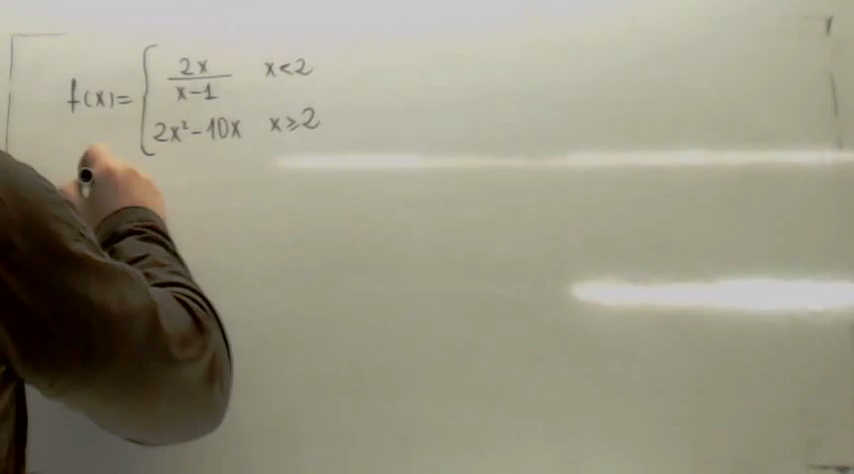 f(x)= { 2x/(x-1) x<2
2x²-10x x≥2